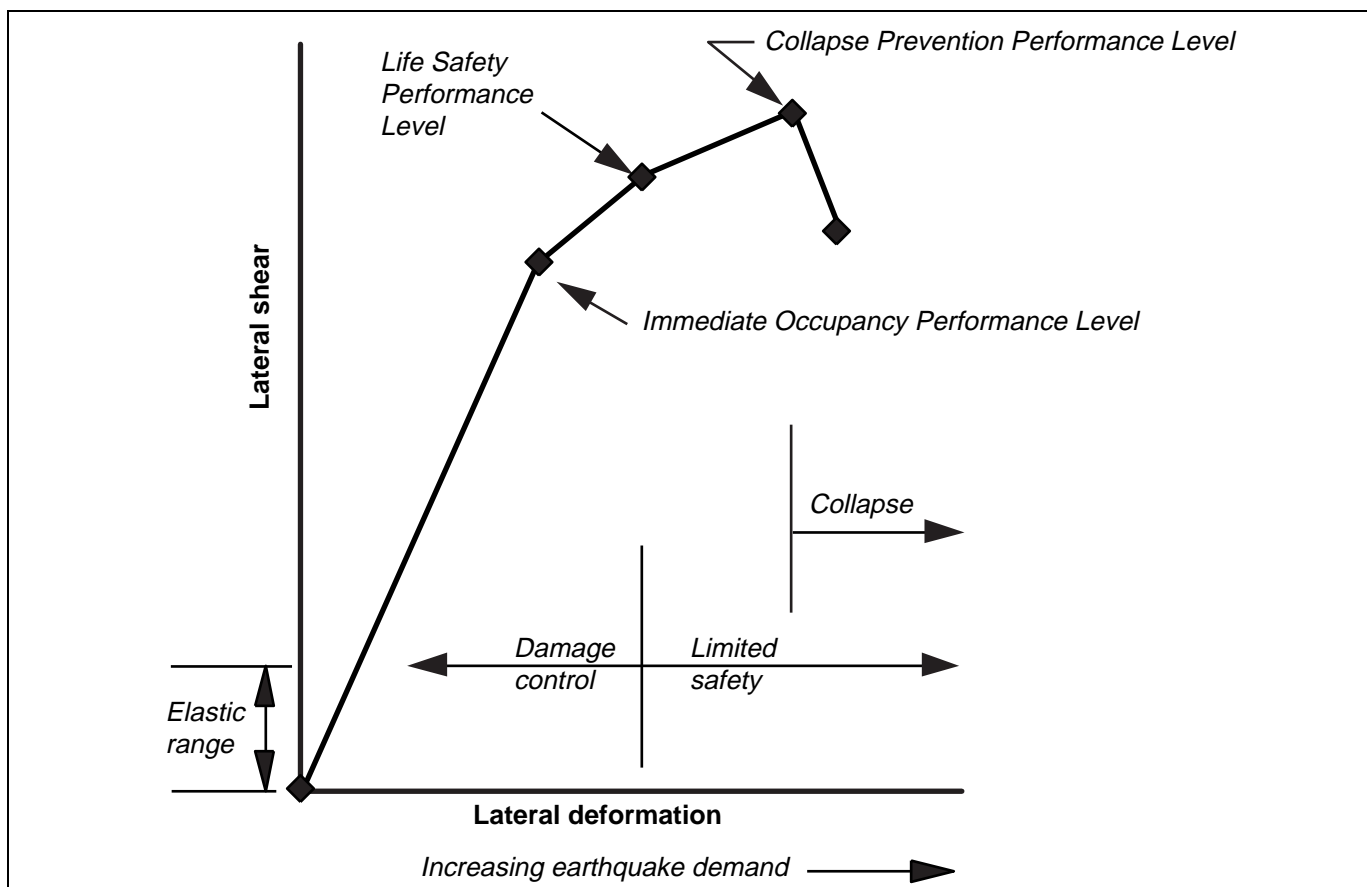 Collapse Prevention Performance Level
Life Safety
Performance
Level
Lateral shear
Immediate Occupancy Performance Level
Collapse
Damage
control
Limited
safety
Elastic
range
Lateral deformation
Increasing earthquake demand